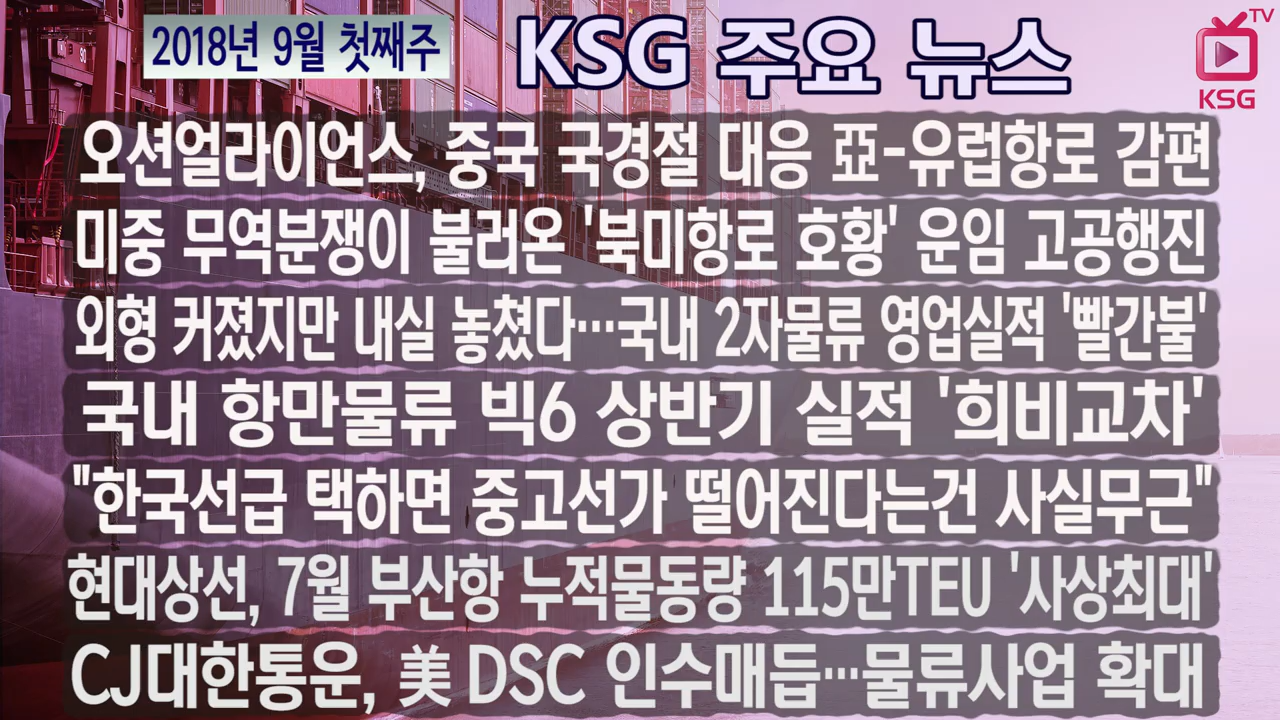 2018년 9월 첫째주
KSG 주요 뉴스
TV
KSG
오션얼라이언스, 중국 국경절 대응 亞-유럽항로 감편
미중 무역분쟁이 불러온 '북미항로 호황' 운임 고공행진
외형 커졌지만 내실 놓쳤다…국내 2자물류 영업실적 '빨간불'
국내 항만물류 빅6 상반기 실적 '희비교차'
"한국선급 택하면 중고선가 떨어진다는건 사실무근"
현대상선, 7월 부산항 누적물동량 115만TEU '사상최대'
CJ대한통운, 美 DSC 인수매듭…물류사업 확대